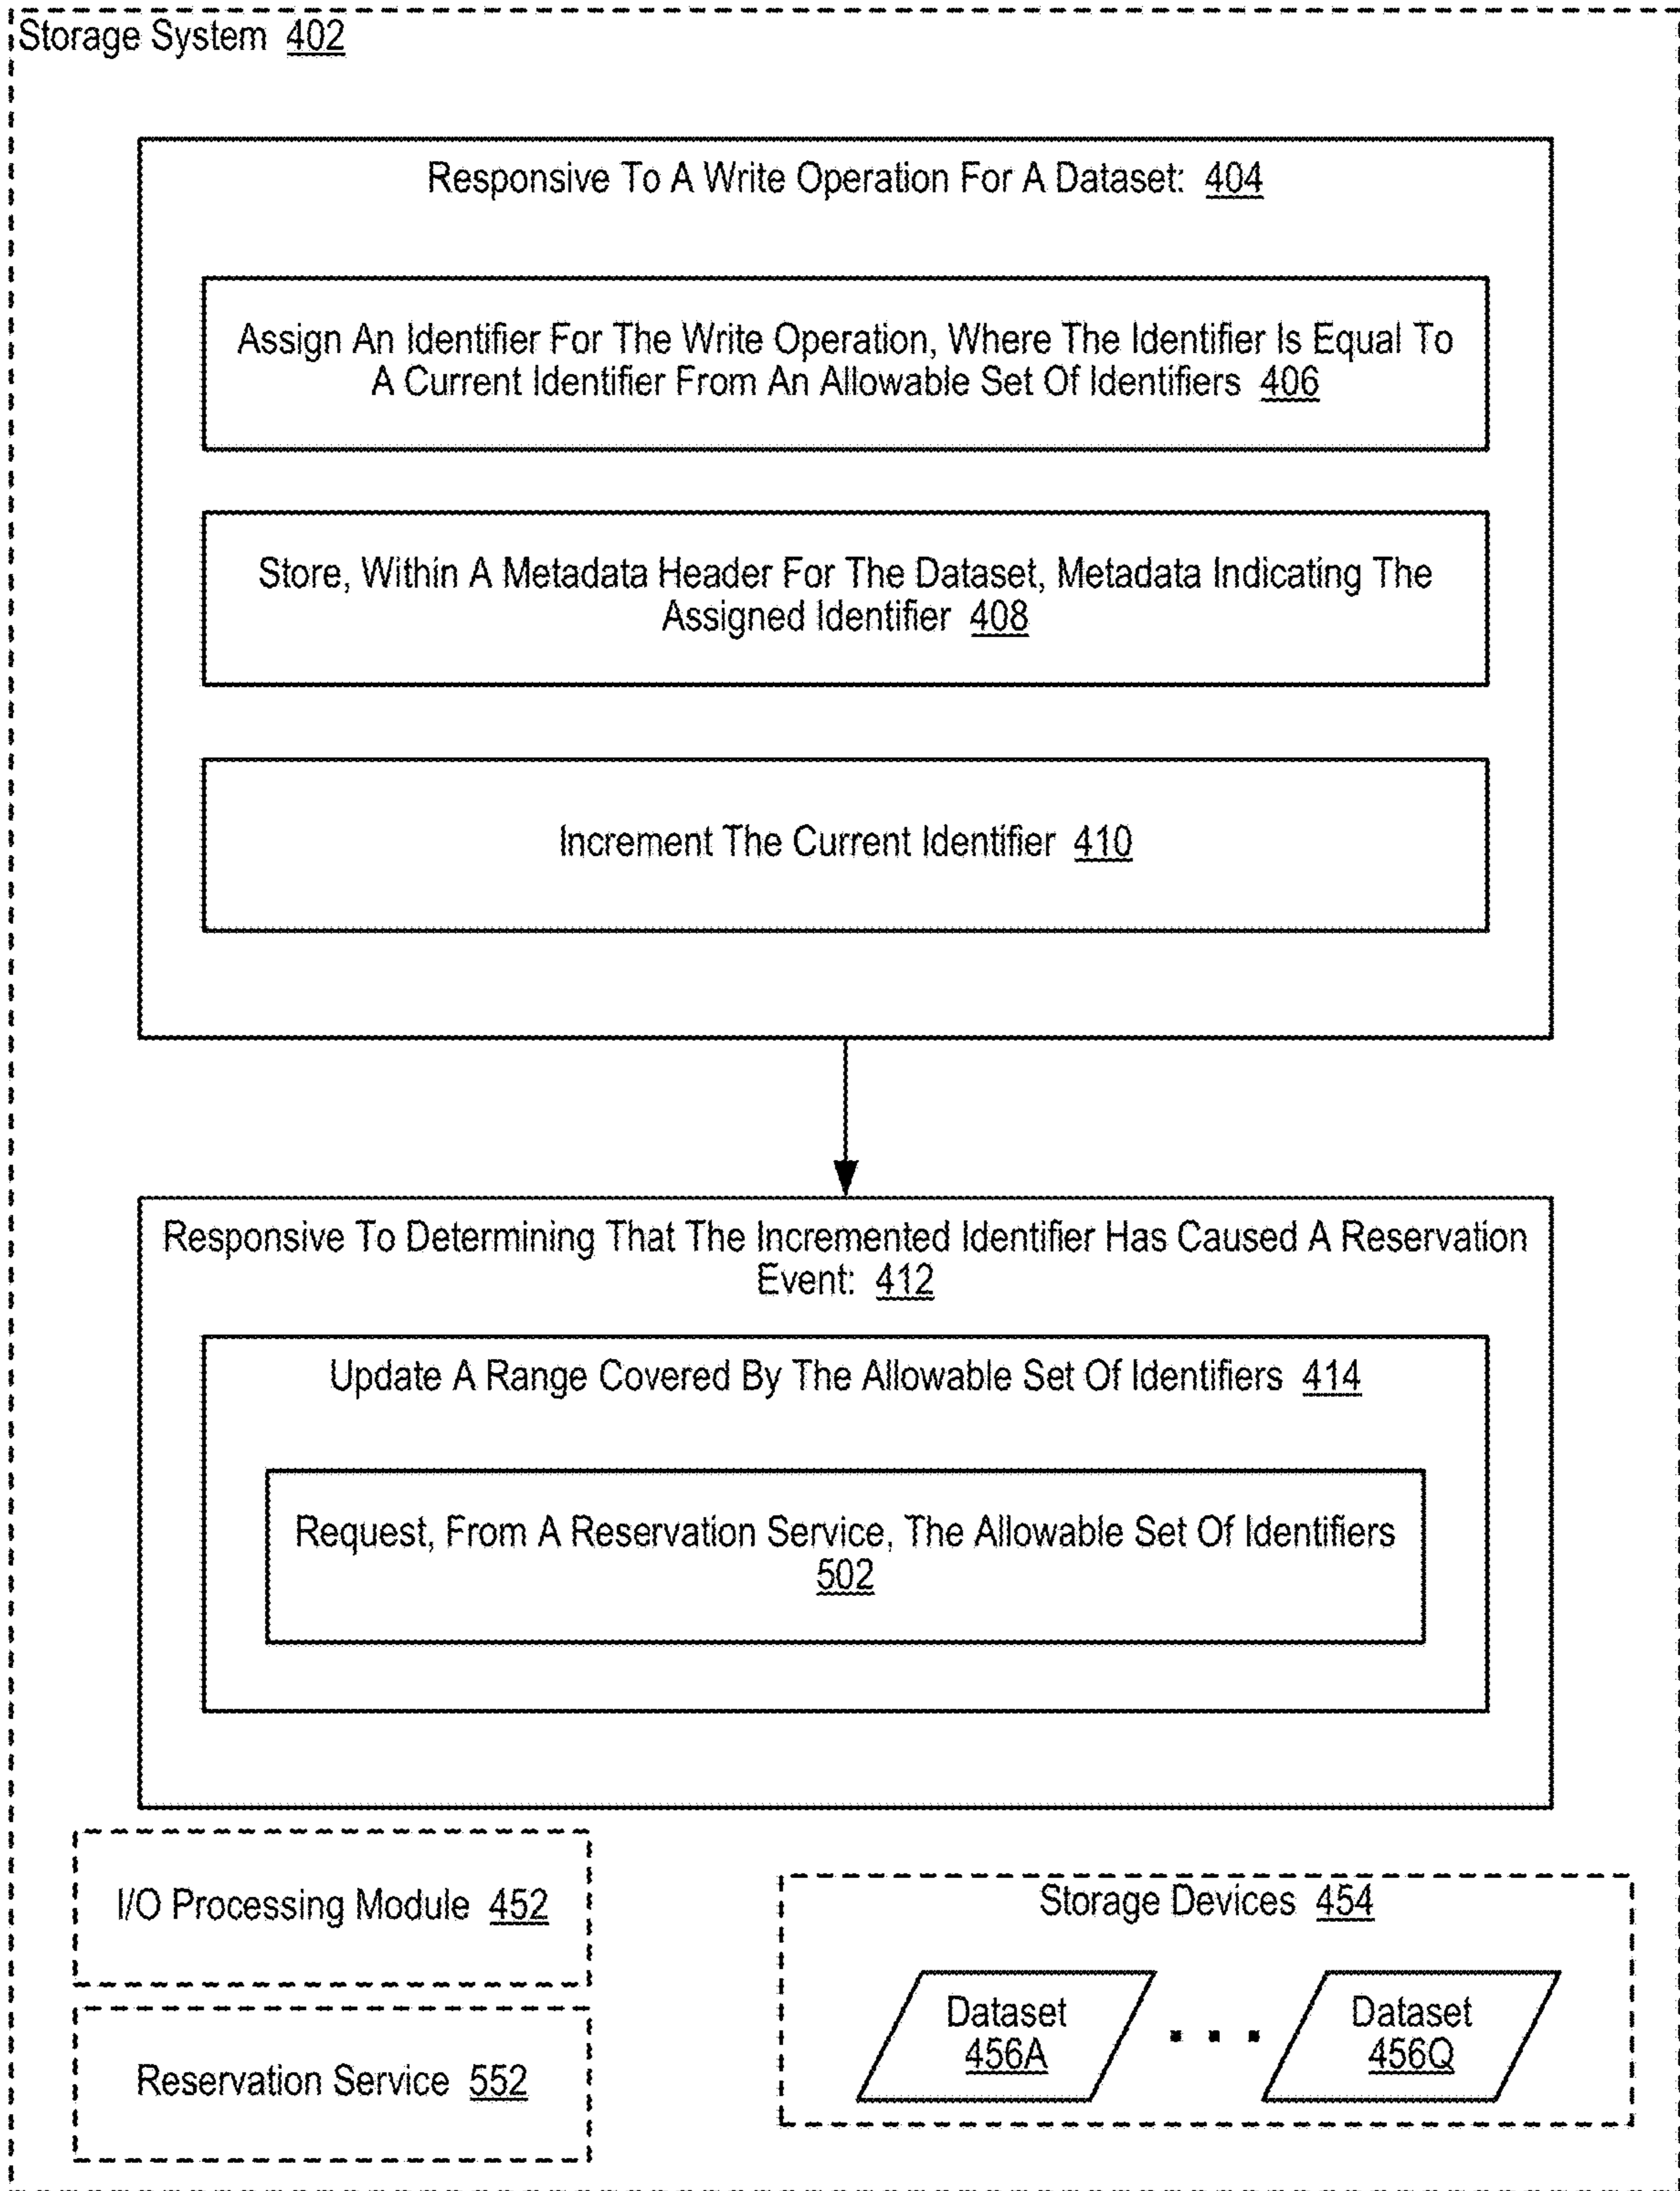 Storage System 402
Responsive To A Write Operation For A Dataset: 404
Assign An Identifier For The Write Operation, Where The Identifier Is Equal To
A Current Identifier From An Allowable Set Of Identifiers 406
Store, Within A Metadata Header For The Dataset, Metadata Indicating The
Assigned Identifier 408
Increment The Current Identifier 410
Responsive To Determining That The Incremented Identifier Has Caused A Reservation
Event: 412
Update A Range Covered By The Allowable Set Of Identifiers 414
Request, From A Reservation Service, The Allowable Set Of Identifiers
502
I/O Processing Module 452
Reservation Service 552
Storage Devices 454
Dataset
456A
Dataset
456Q